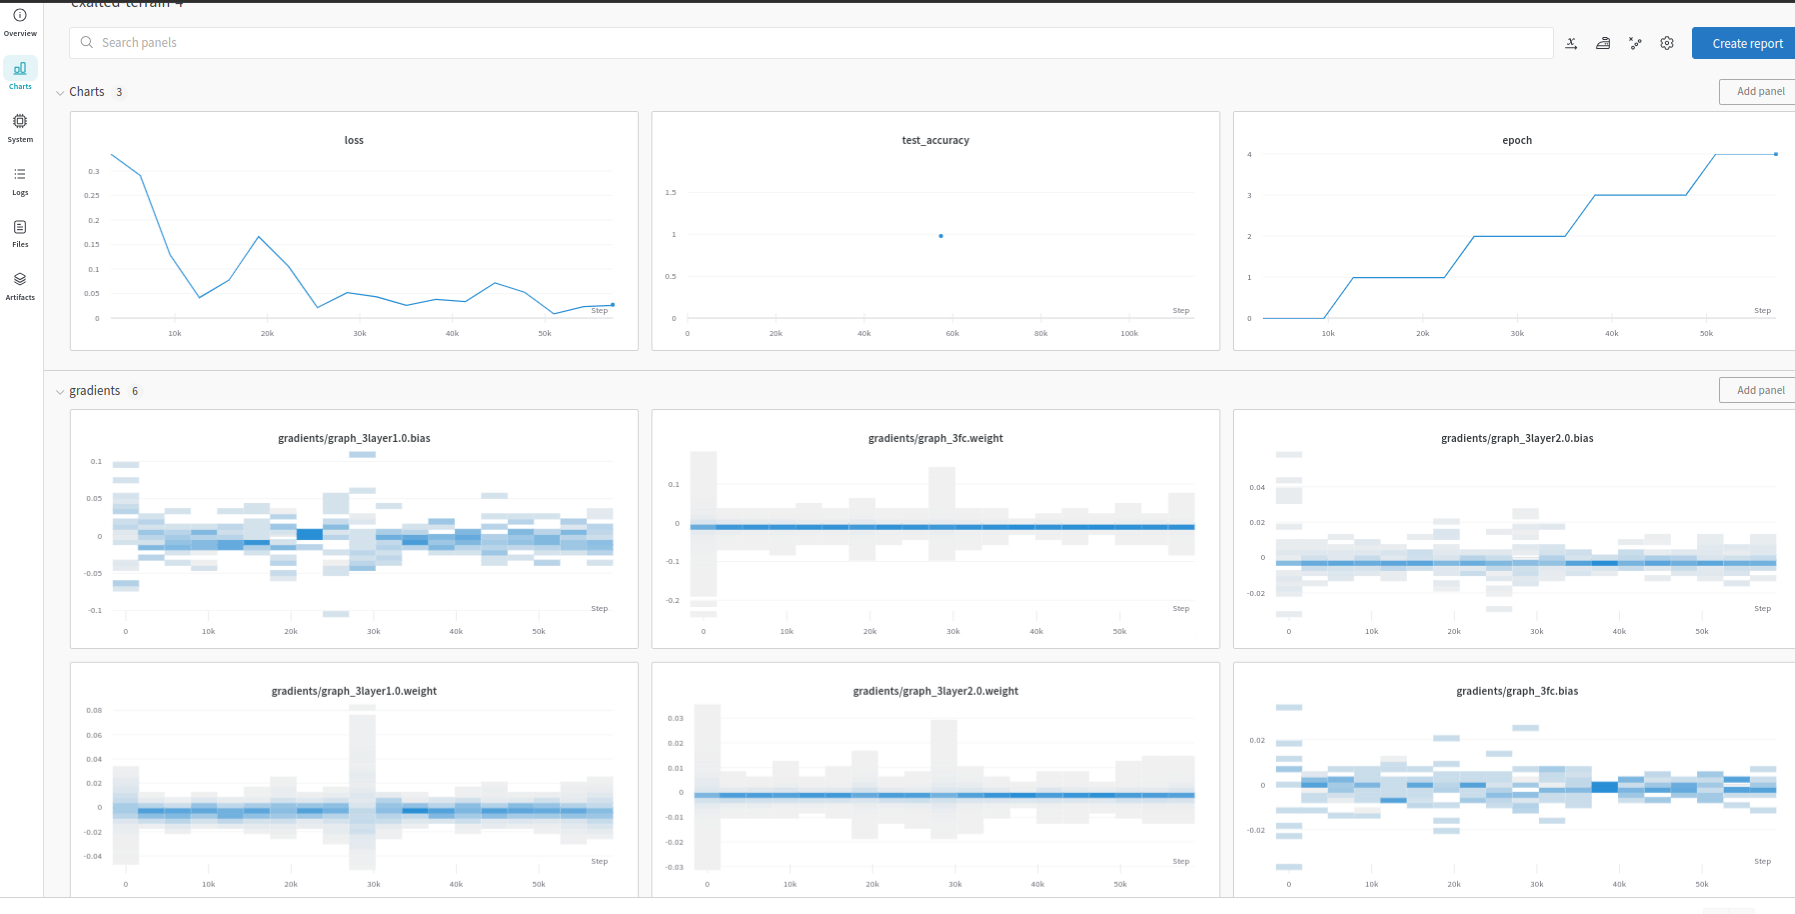 exalted-terrain-4
Overview
Search panels
Create report
Charts
Charts 3
Add panel
System
loss
0.3
0.25
0.2
0.15
0.1
0.05
0
Step
10k 20k 30k 40k 50k
test_accuracy
1.5
1
0.5
0
Step
0 20k 40k 60k 80k 100k
epoch
4
3
2
1
0
Step
10k 20k 30k 40k 50k
Logs
Files
Artifacts
gradients 6
Add panel
gradients/graph_3layer1.0.bias
0.1
0.05
0
-0.05
-0.1
Step
0 10k 20k 30k 40k 50k
gradients/graph_3fc.weight
0.1
0
-0.1
-0.2
Step
0 10k 20k 30k 40k 50k
gradients/graph_3layer2.0.bias
0.04
0.02
0
-0.02
Step
0 10k 20k 30k 40k 50k
gradients/graph_3layer1.0.weight
0.08
0.06
0.04
0.02
0
-0.02
-0.04
Step
0 10k 20k 30k 40k 50k
gradients/graph_3layer2.0.weight
0.03
0.02
0.01
0
-0.01
-0.02
-0.03
Step
0 10k 20k 30k 40k 50k
gradients/graph_3fc.bias
0.02
0
-0.02
Step
0 10k 20k 30k 40k 50k